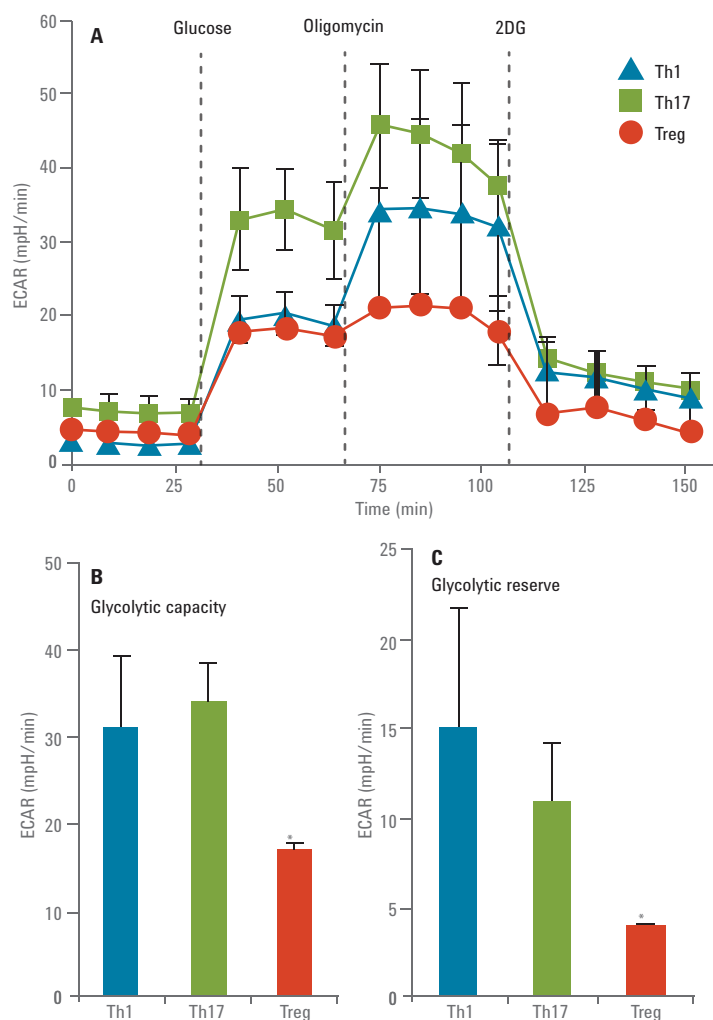 A
Glucose
Oligomycin
2DG
Th1
Th17
Treg
ECAR (mpH/min)
60
50
40
30
20
10
0
0 25 50 75 100 125 150
Time (min)
B
Glycolytic capacity
ECAR (mpH/min)
50
40
30
20
10
0
*
Th1 Th17 Treg
C
Glycolytic reserve
ECAR (mpH/min)
25
20
15
10
5
0
*
Th1 Th17 Treg